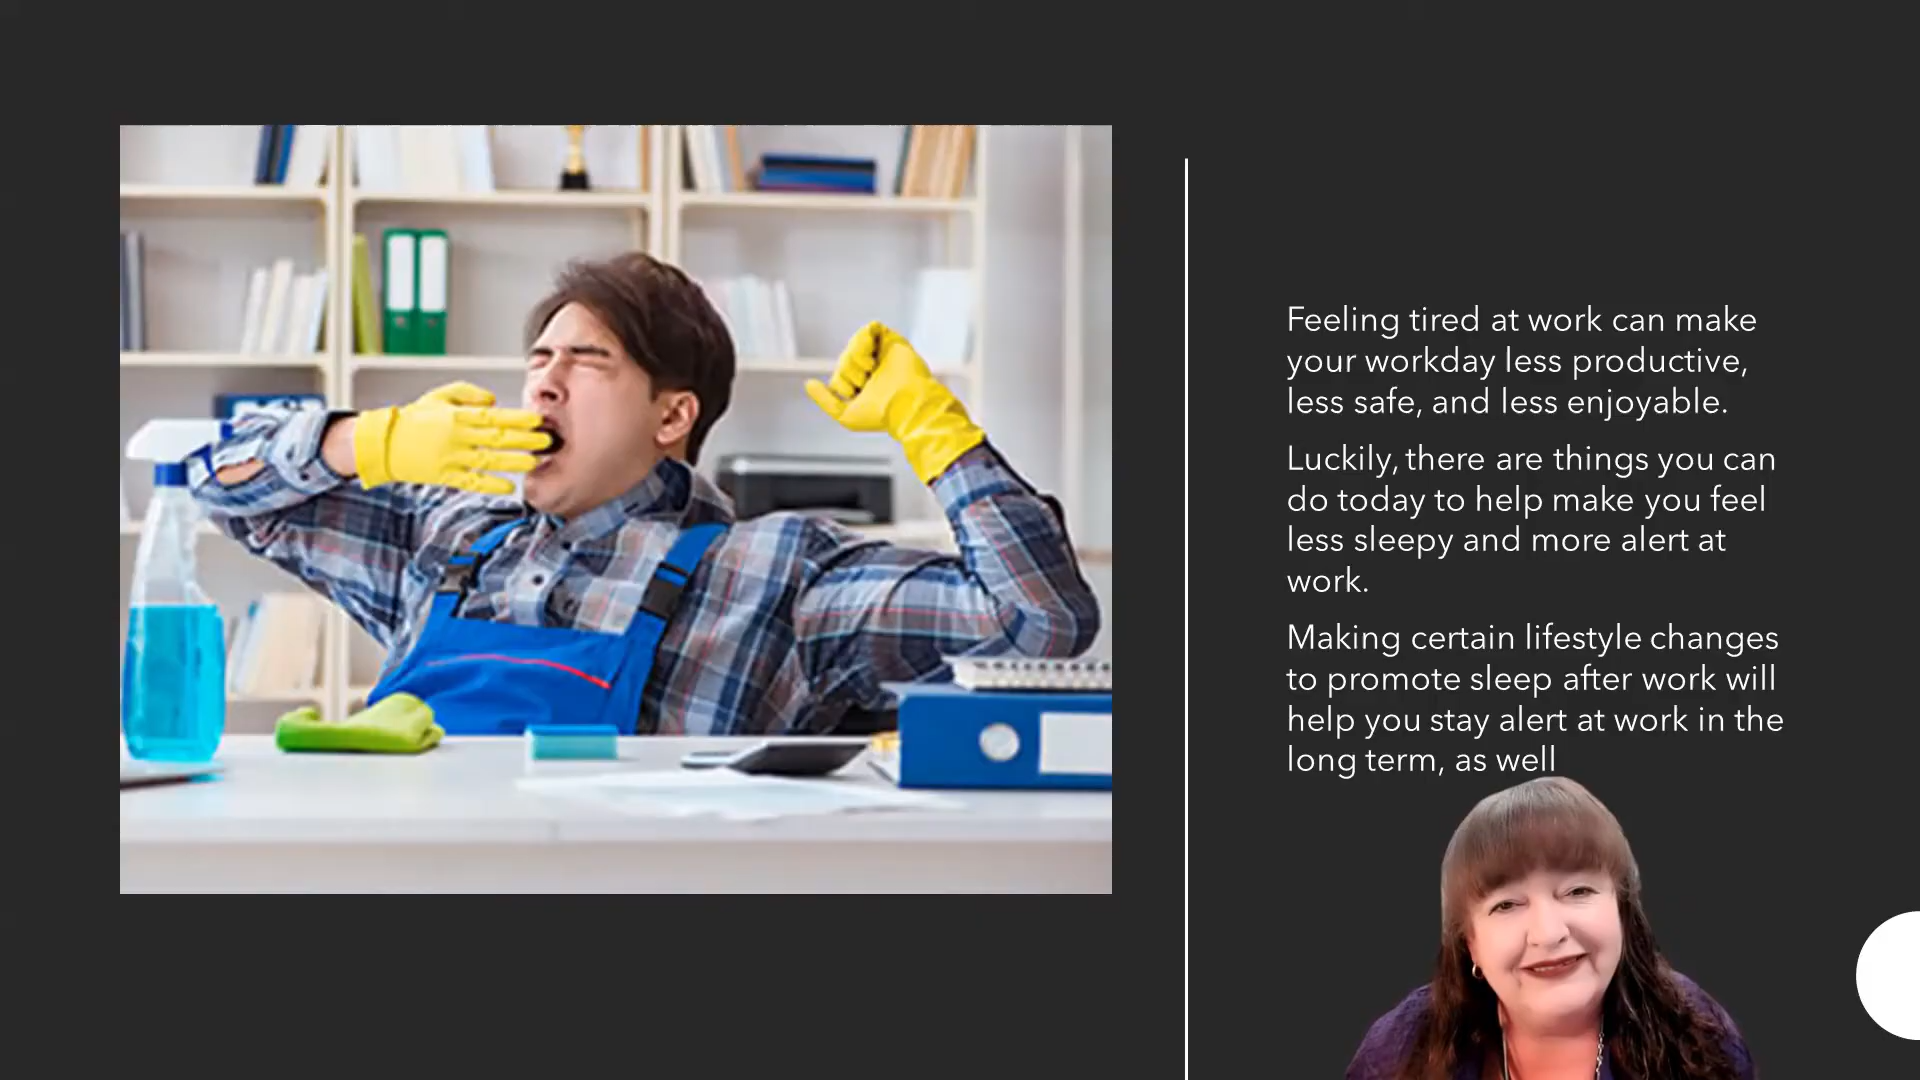 Feeling tired at work can make
your workday less productive,
less safe, and less enjoyable.
Luckily, there are things you can
do today to help make you feel
less sleepy and more alert at
work.
Making certain lifestyle changes
to promote sleep after work will
help you stay alert at work in the
long term, as well